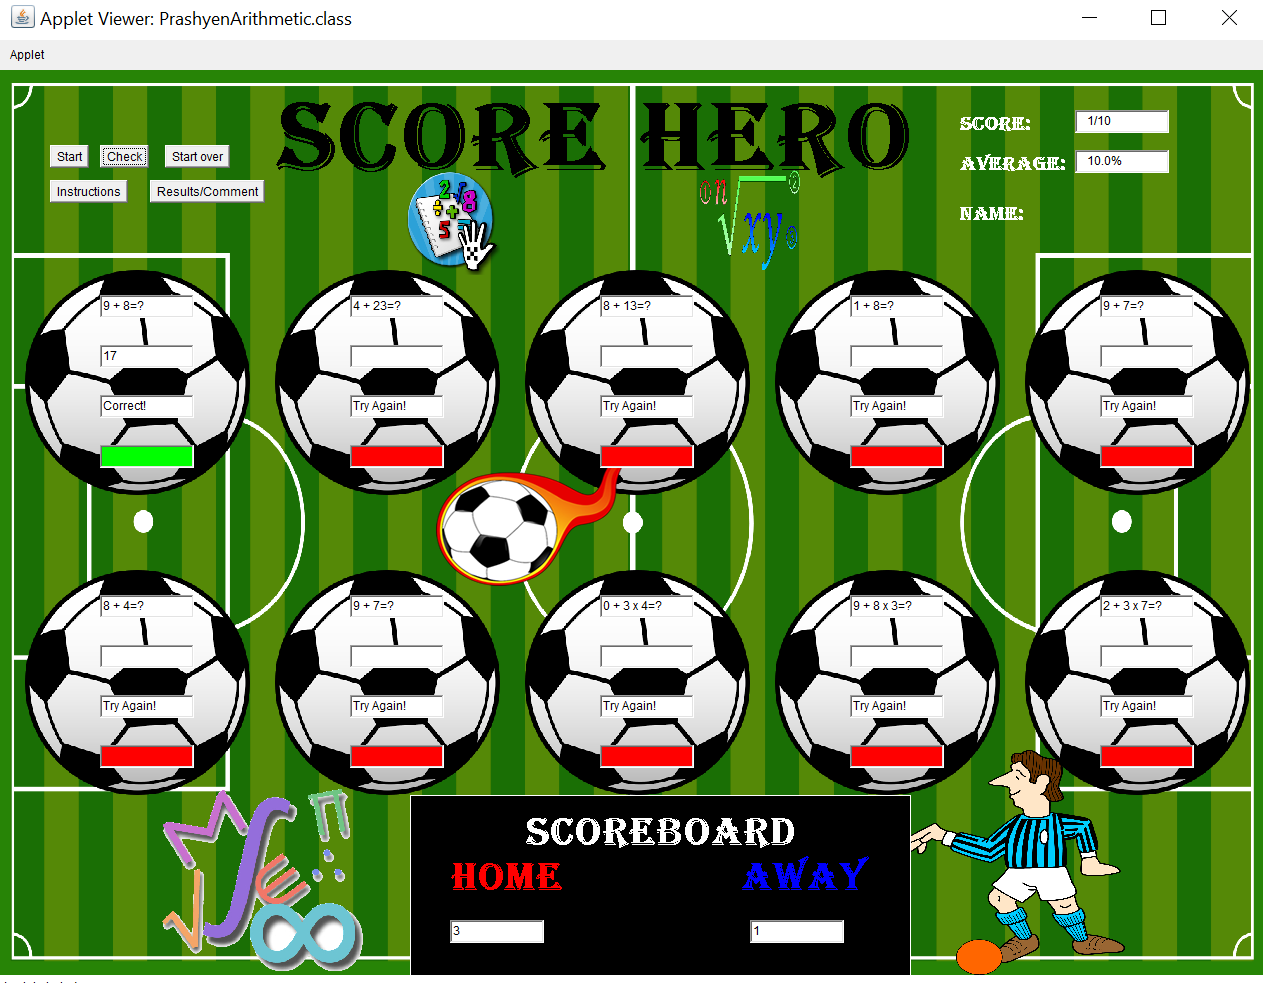 Applet Viewer: PrashyenArithmetic.class
Applet
SCORE HERO
Start Check Start over
Instructions Results/Comment
SCORE: 1/10
AVERAGE: 10.0%
NAME:
9 + 8=? 4 + 23=? 8 + 13=? 1 + 8=? 9 + 7=?
17
Correct! Try Again! Try Again! Try Again! Try Again!
8 + 4=? 9 + 7=? 0 + 3 x 4=? 9 + 8 x 3=? 2 + 3 x 7=?
Try Again! Try Again! Try Again! Try Again! Try Again!
SCOREBOARD
HOME AWAY
3 1